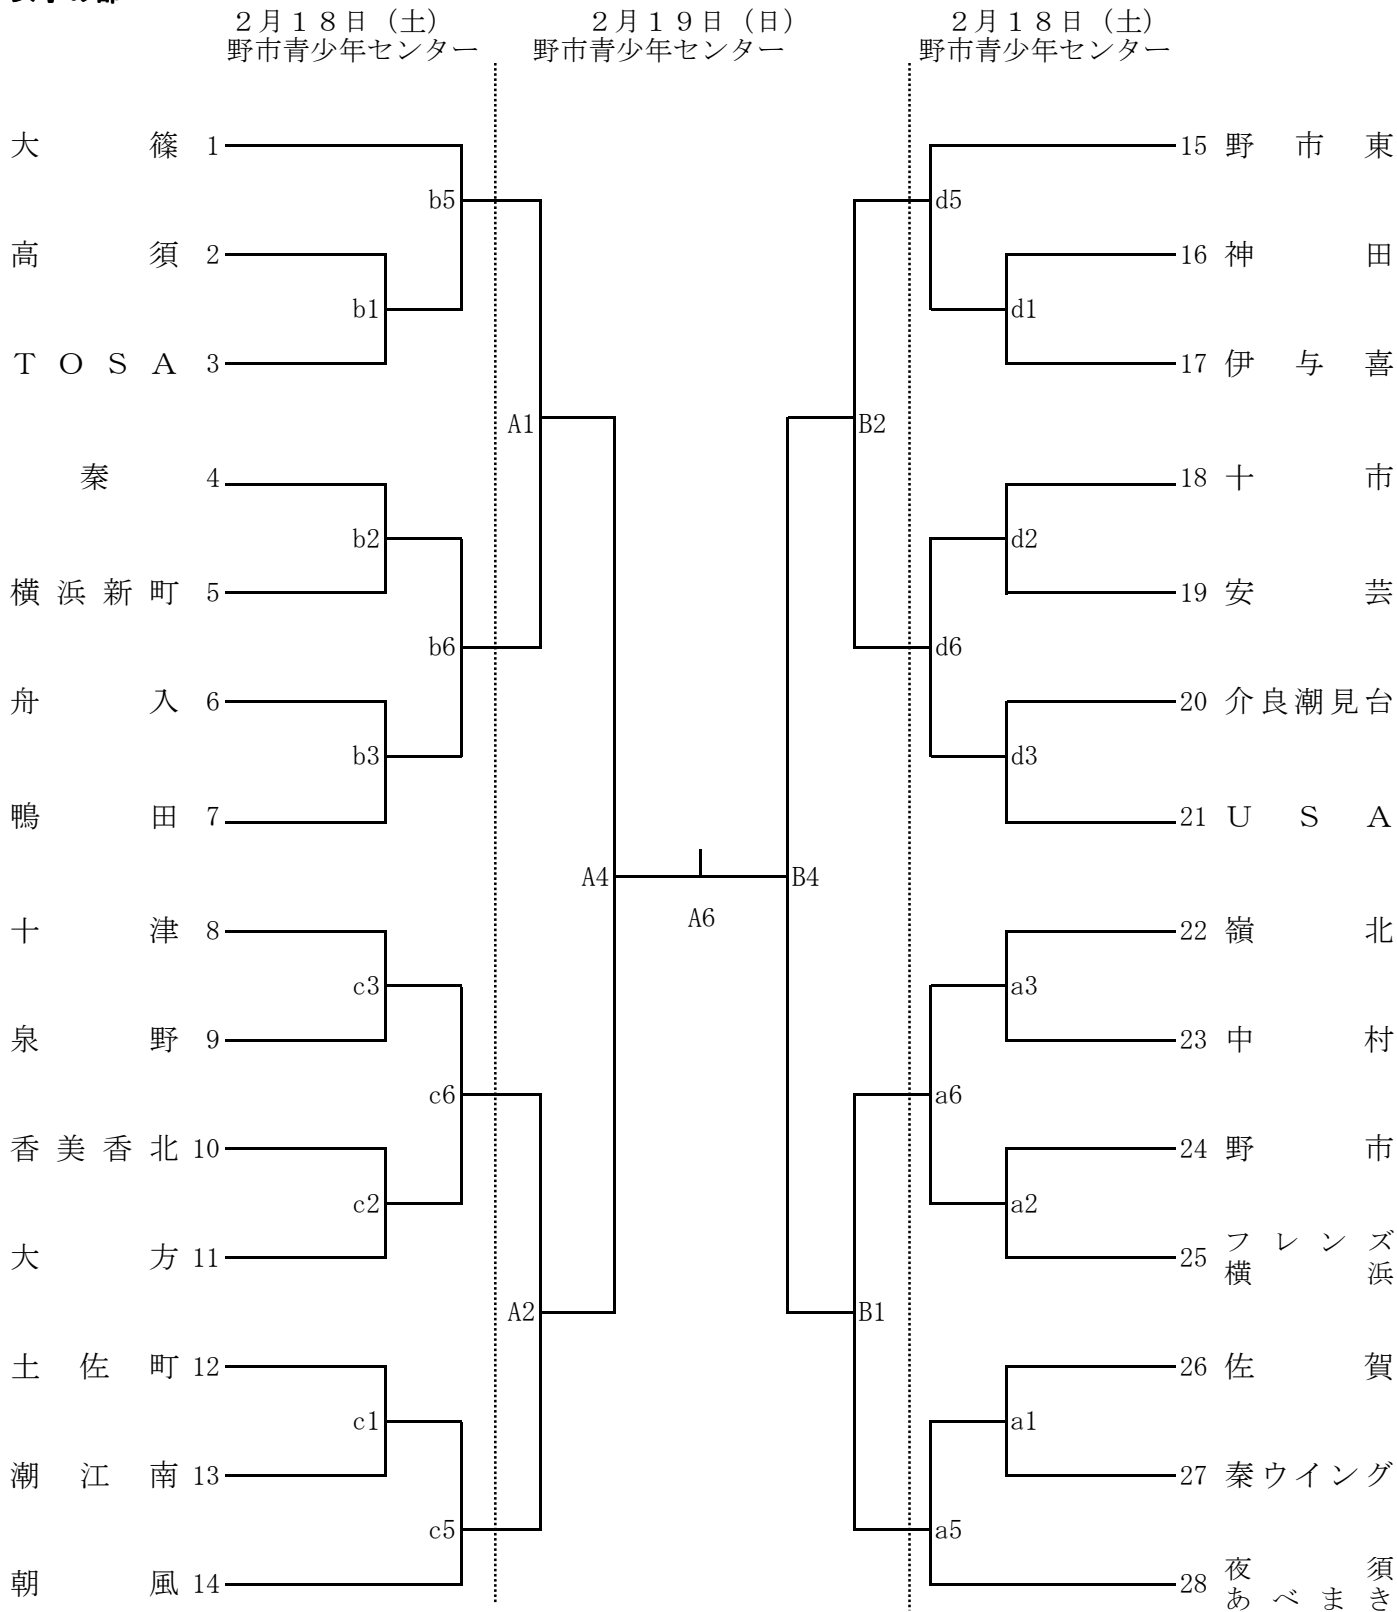 ２月１８日（土）
野市青少年センター
２月１９日（日）
野市青少年センター
２月１８日（土）
野市青少年センター
大篠 1
高須 2
ＴＯＳＡ 3
秦 4
横浜新町 5
舟入 6
鴨田 7
十津 8
泉野 9
香美香北 10
大方 11
土佐町 12
潮江南 13
朝風 14
b5
b1
b2
b6
b3
c3
c6
c2
c1
c5
A1
A4
A2
A6
B2
B4
B1
d5
d1
d2
d6
d3
a3
a6
a2
a1
a5
15 野市東
16 神田
17 伊与喜
18 十市
19 安芸
20 介良潮見台
21 ＵＳＡ
22 嶺北
23 中村
24 野市
25 フレンズ
横浜
26 佐賀
27 秦ウイング
28 夜須
あべまき